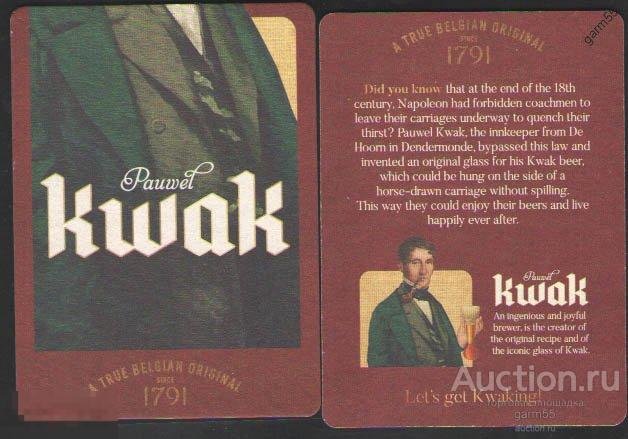 Pauwel
kwak
A TRUE BELGIAN ORIGINAL
SINCE
1791
garm55
A TRUE BELGIAN ORIGINAL
SINCE
1791
Did you know that at the end of the 18th
century, Napoleon had forbidden coachmen to
leave their carriages underway to quench their
thirst? Pauwel Kwak, the innkeeper from De
Hoorn in Dendermonde, bypassed this law and
invented an original glass for his Kwak beer,
which could be hung on the side of a
horse-drawn carriage without spilling.
This way they could enjoy their beers and live
happily ever after.
Pauwel
kwak
An ingenious and joyful
brewer, is the creator of
the original recipe and of
the iconic glass of Kwak.
Let's get Kwaking!
Auction.ru
торговая площадка
garm55
auction.ru